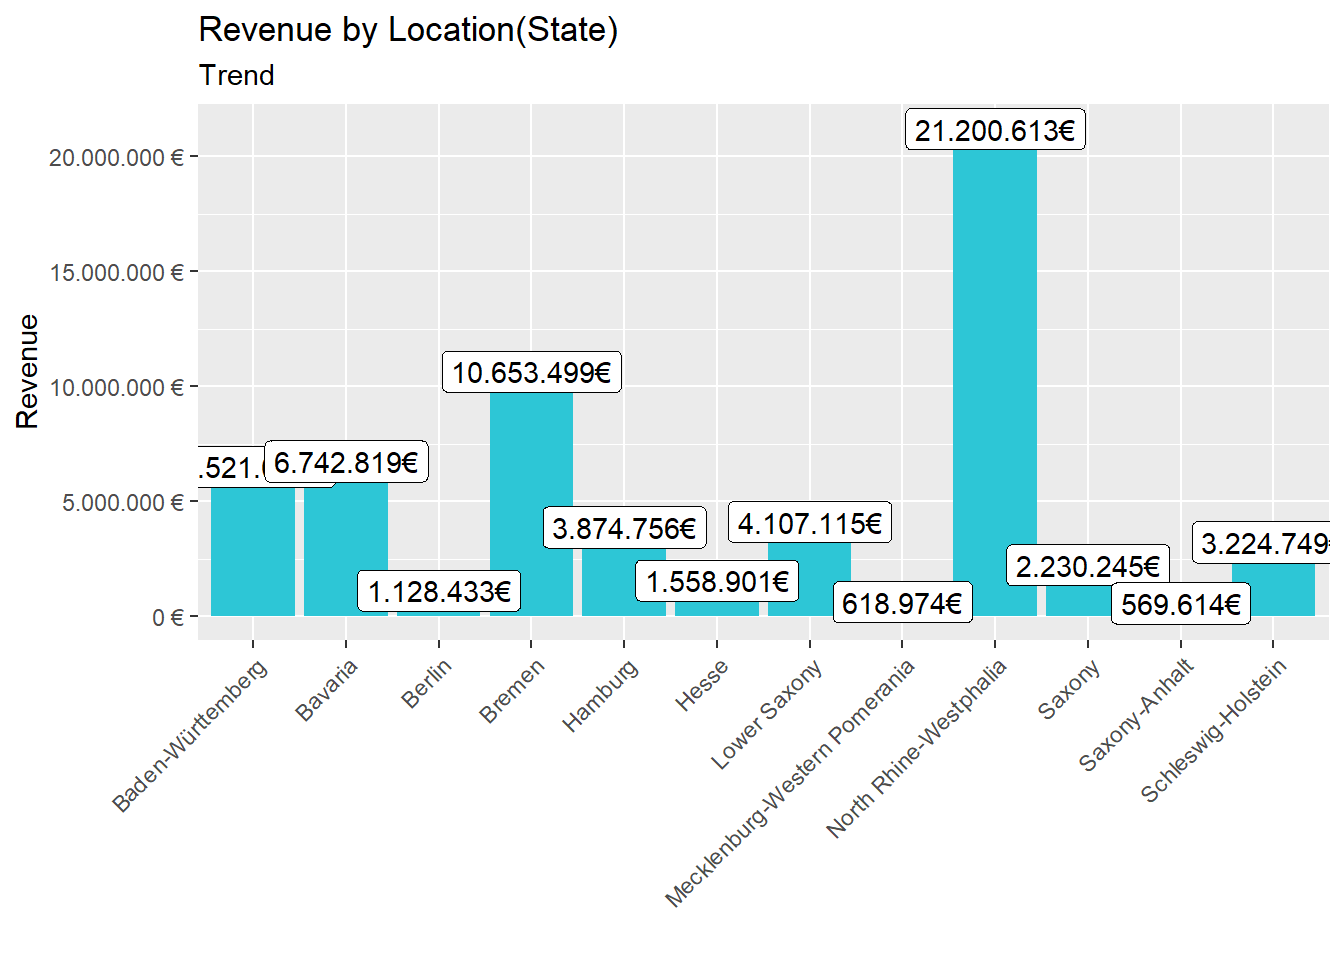 Revenue by Location(State)
Trend
Revenue
20.000.000 €
15.000.000 €
10.000.000 €
5.000.000 €
0 €
6.742.819€
1.128.433€
10.653.499€
3.874.756€
1.558.901€
4.107.115€
618.974€
21.200.613€
2.230.245€
569.614€
3.224.749€
Baden-Württemberg
Bavaria
Berlin
Bremen
Hamburg
Hesse
Lower Saxony
Mecklenburg-Western Pomerania
North Rhine-Westphalia
Saxony
Saxony-Anhalt
Schleswig-Holstein